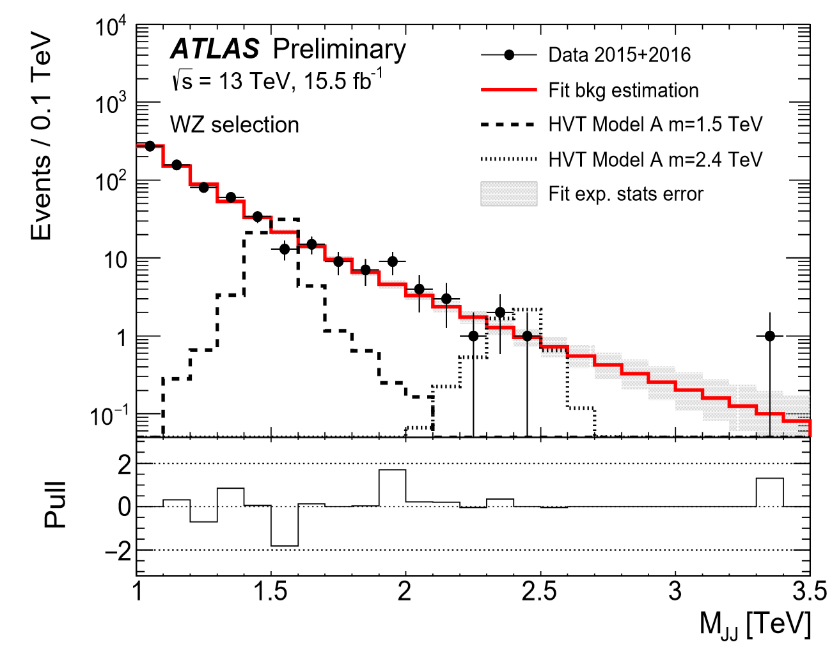 ATLAS Preliminary
√s = 13 TeV, 15.5 fb⁻¹
WZ selection
Data 2015+2016
Fit bkg estimation
HVT Model A m=1.5 TeV
HVT Model A m=2.4 TeV
Fit exp. stats error
Events / 0.1 TeV
10⁴
10³
10²
10
1
10⁻¹
Pull
2
0
−2
1 1.5 2 2.5 3 3.5
M_JJ [TeV]